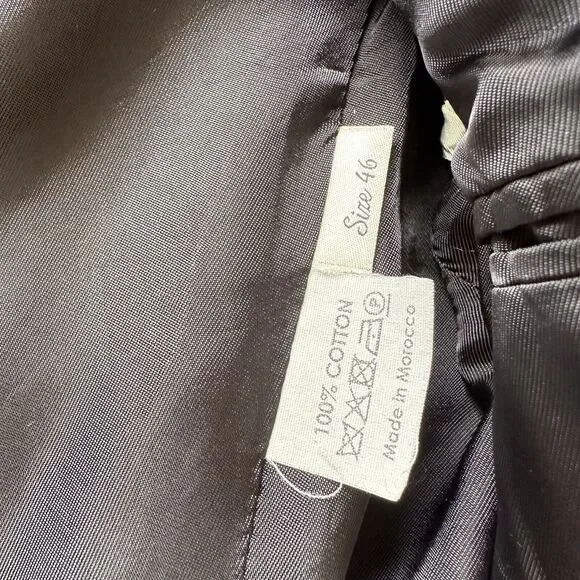 Size 46
100% COTTON
P
Made in Morocco